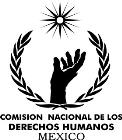 COMISION NACIONAL DE LOS
DERECHOS HUMANOS
MEXICO